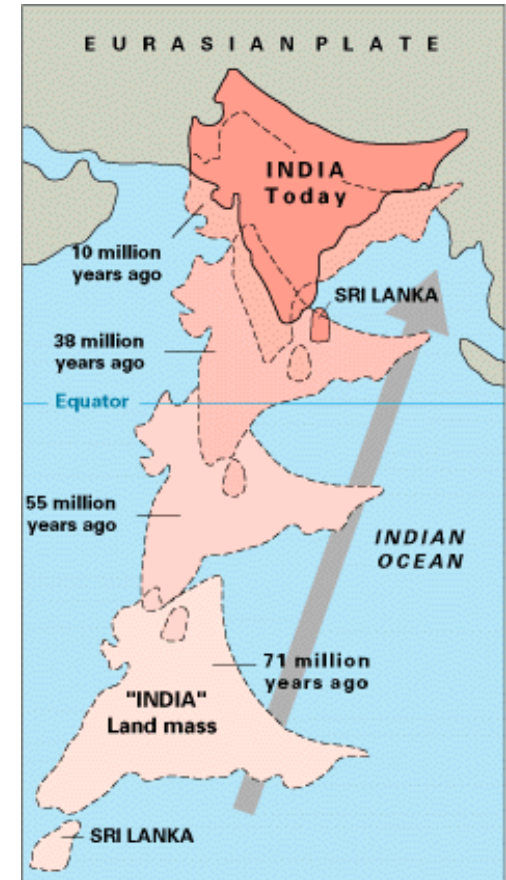 EURASIAN PLATE
INDIA
Today
10 million
years ago
SRI LANKA
38 million
years ago
Equator
55 million
years ago
INDIAN
OCEAN
71 million
years ago
"INDIA"
Land mass
SRI LANKA